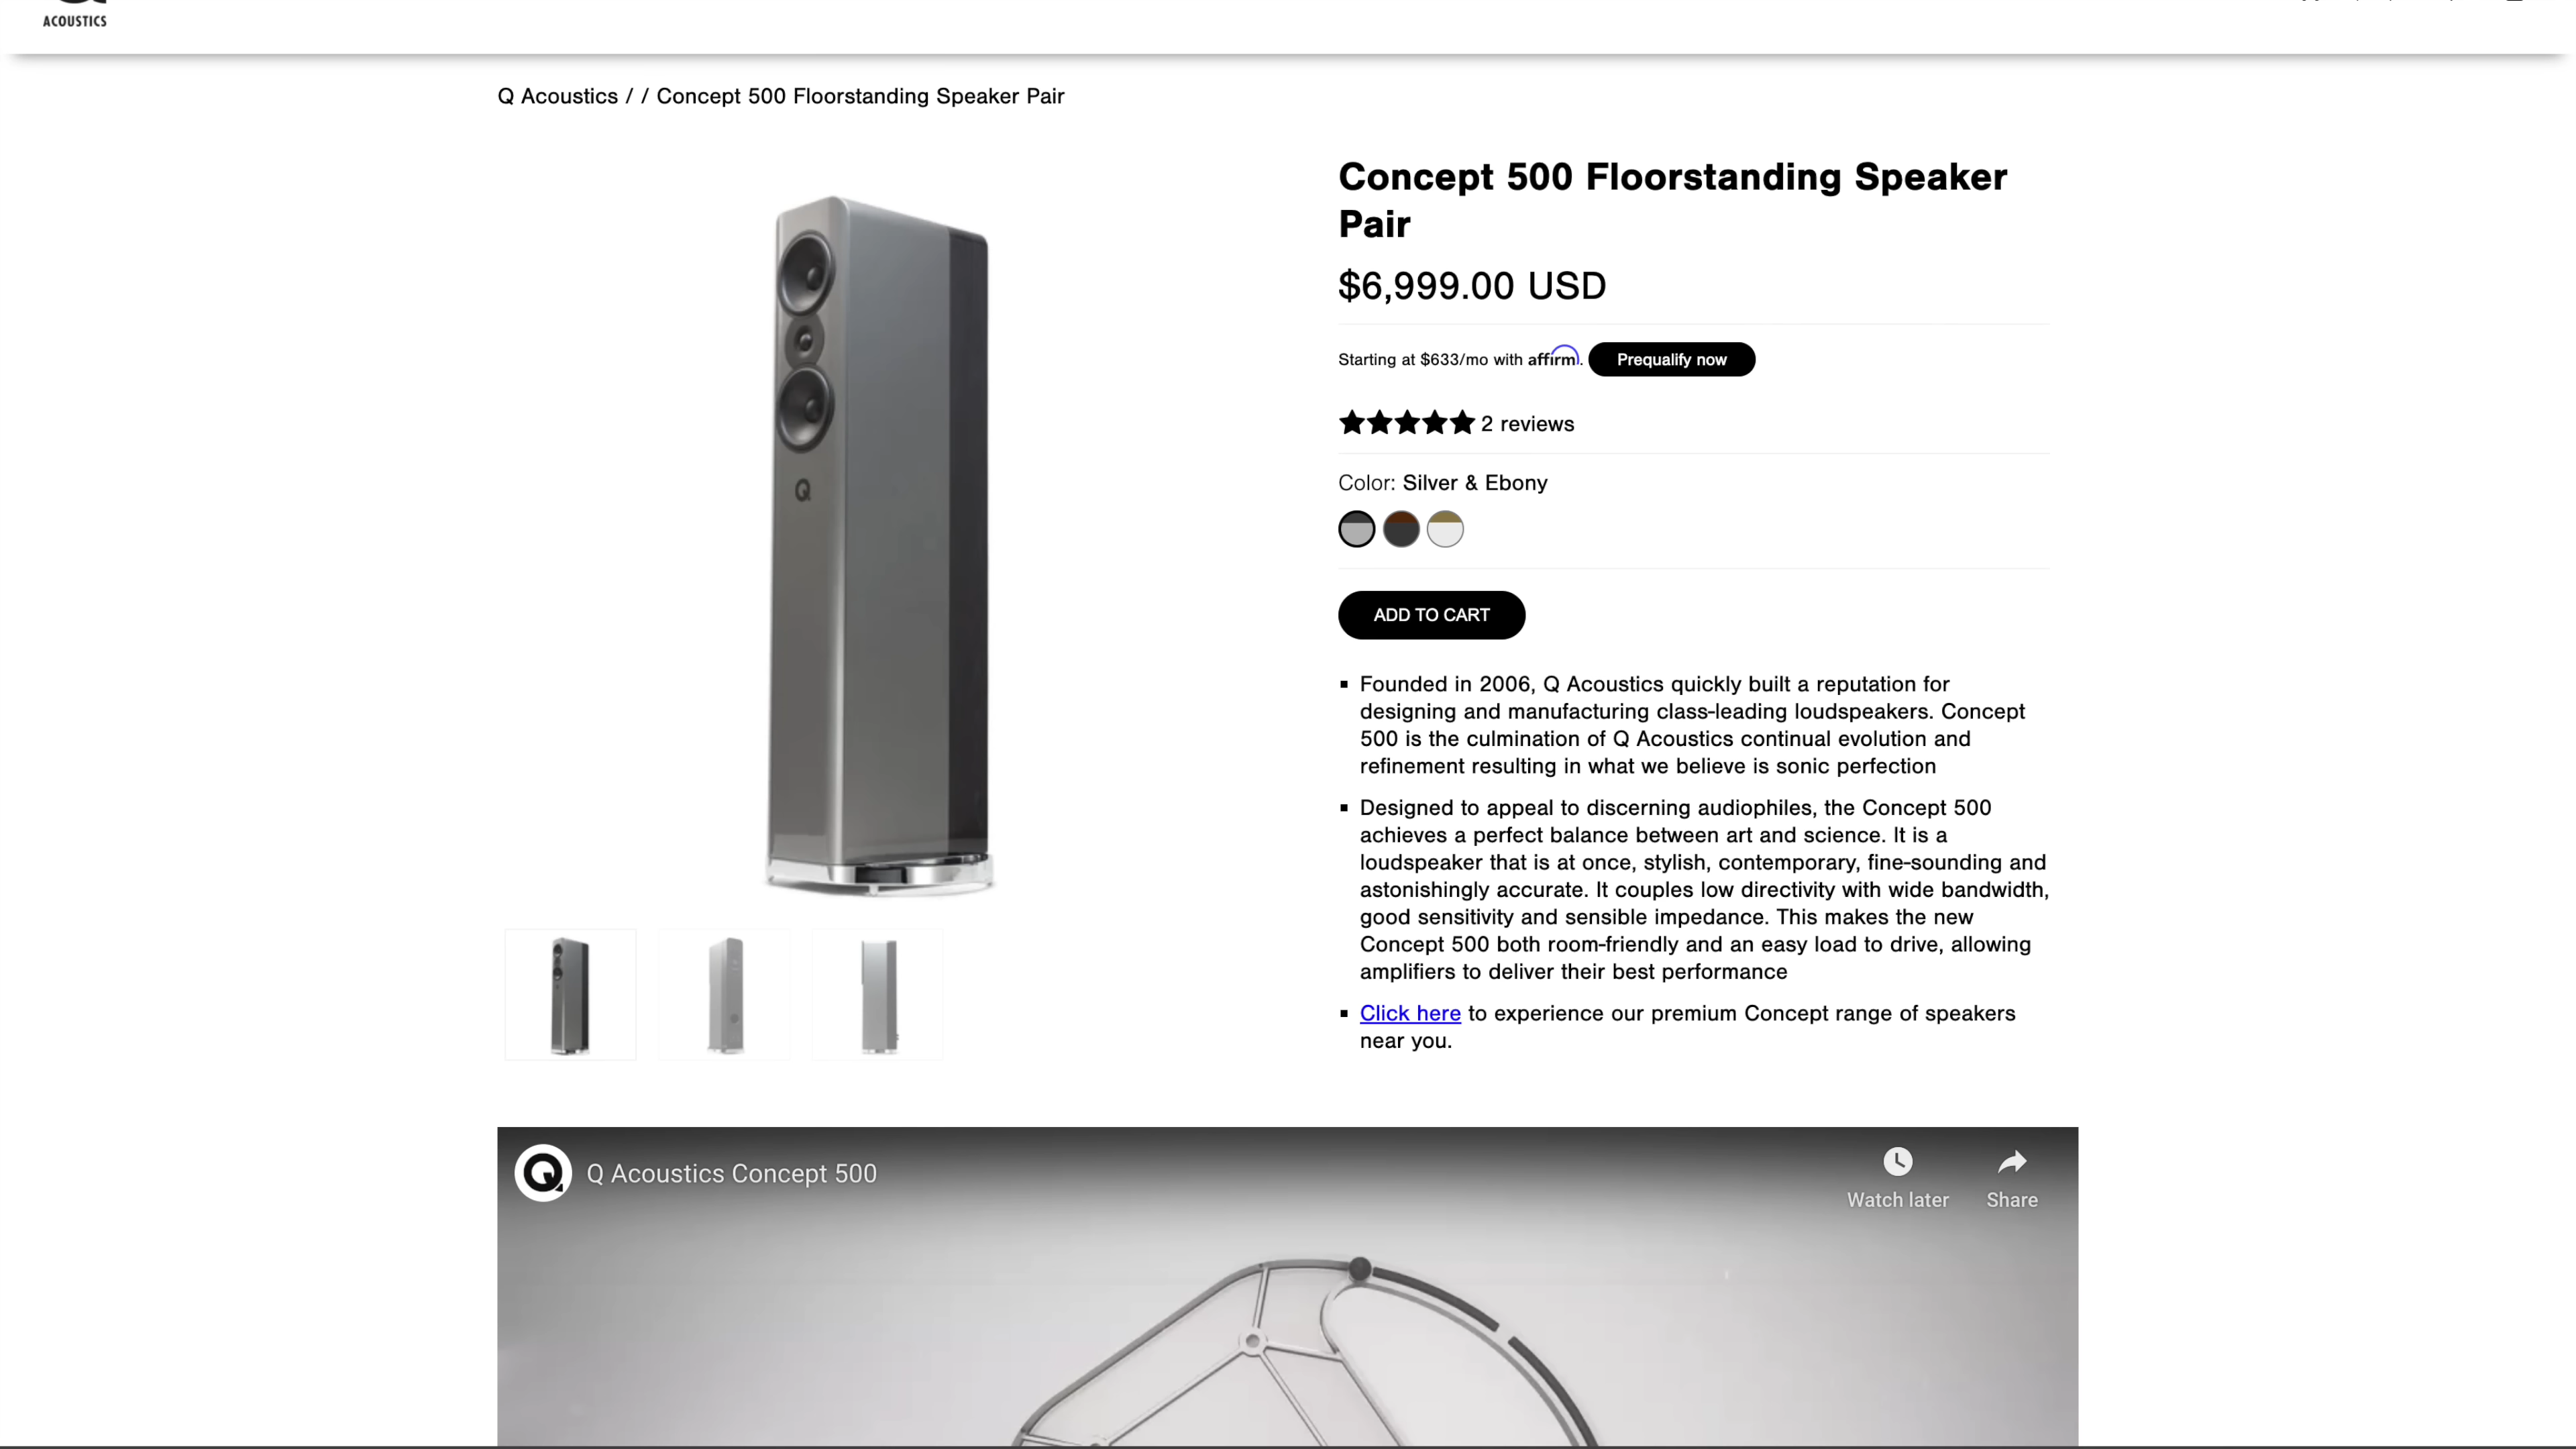 ACOUSTICS
Q Acoustics / / Concept 500 Floorstanding Speaker Pair
Concept 500 Floorstanding Speaker
Pair
$6,999.00 USD
Starting at $633/mo with affirm. Prequalify now
2 reviews
Color: Silver & Ebony
ADD TO CART
Founded in 2006, Q Acoustics quickly built a reputation for
designing and manufacturing class-leading loudspeakers. Concept
500 is the culmination of Q Acoustics continual evolution and
refinement resulting in what we believe is sonic perfection
Designed to appeal to discerning audiophiles, the Concept 500
achieves a perfect balance between art and science. It is a
loudspeaker that is at once, stylish, contemporary, fine-sounding and
astonishingly accurate. It couples low directivity with wide bandwidth,
good sensitivity and sensible impedance. This makes the new
Concept 500 both room-friendly and an easy load to drive, allowing
amplifiers to deliver their best performance
Click here to experience our premium Concept range of speakers
near you.
Q
Q Acoustics Concept 500
Watch later
Share